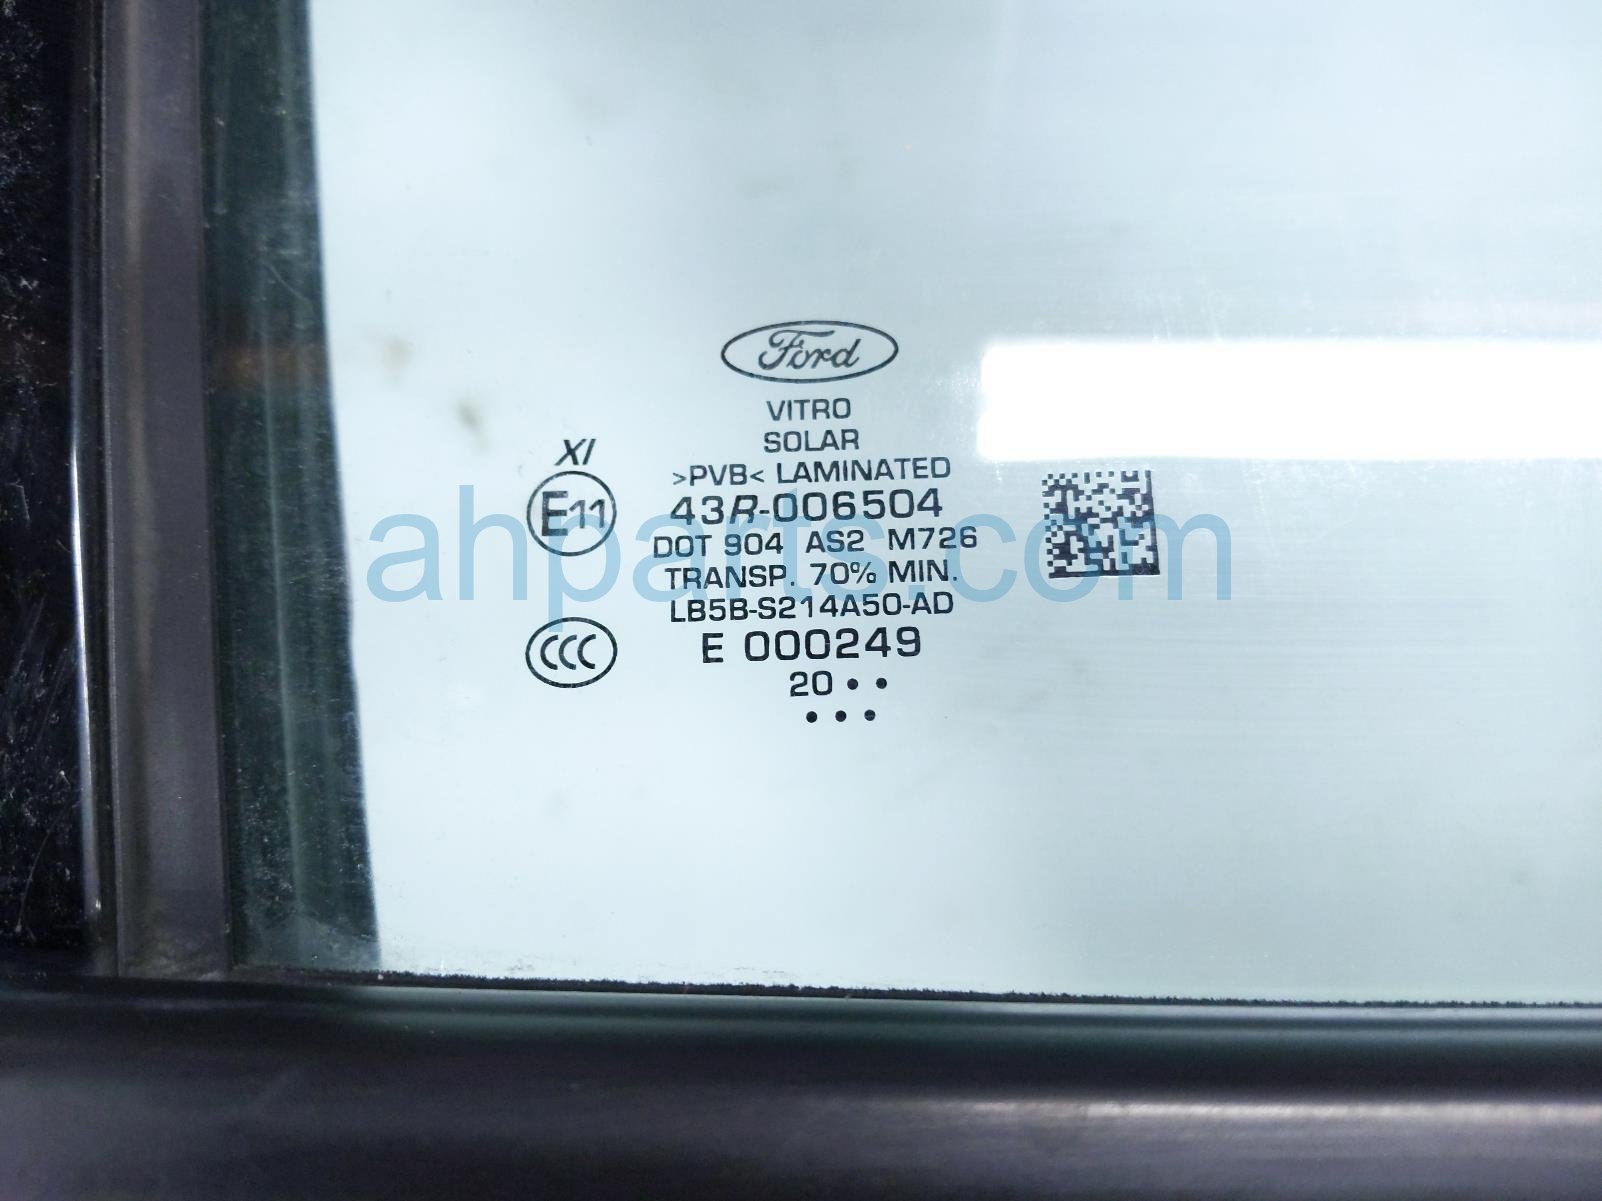 Ford
VITRO
SOLAR
>PVB< LAMINATED
XI
E11
43R-006504
DOT 904 AS2 M726
TRANSP. 70% MIN.
LB5B-S214A50-AD
CCC
E 000249
20 • •
• • •
ahparts.com